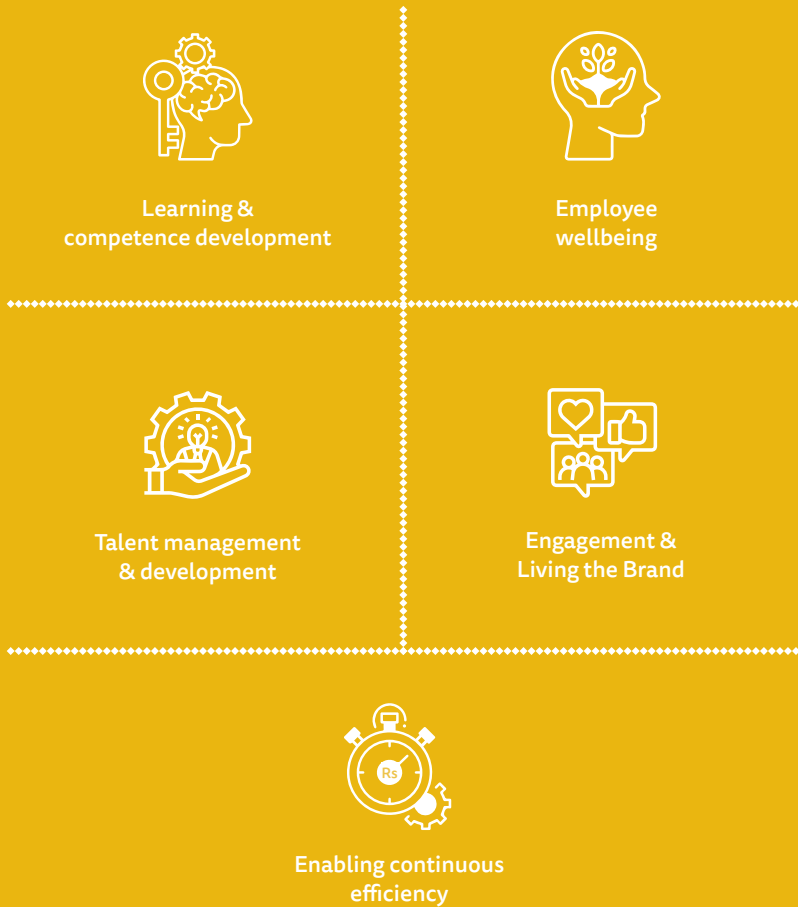 Learning &
competence development
Employee
wellbeing
Talent management
& development
Engagement &
Living the Brand
Rs
Enabling continuous
efficiency